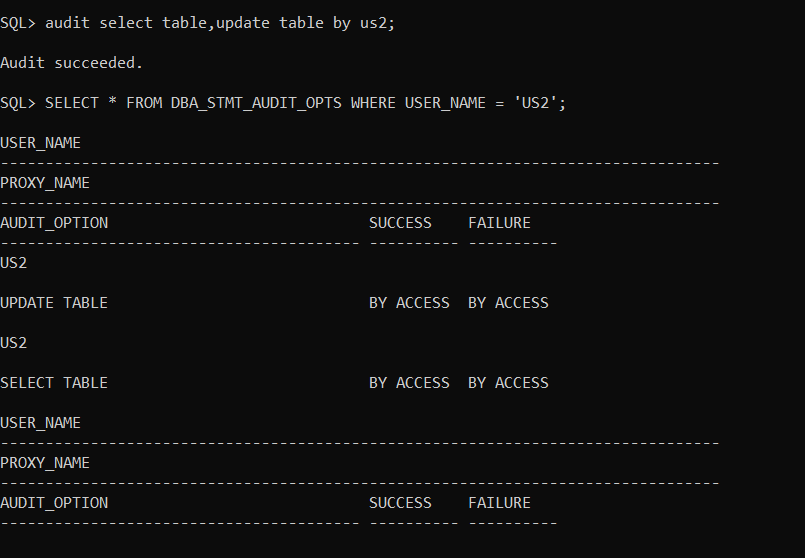 SQL> audit select table,update table by us2;
Audit succeeded.
SQL> SELECT * FROM DBA_STMT_AUDIT_OPTS WHERE USER_NAME = 'US2';
USER_NAME
--------------------------------------------------------------------------------
PROXY_NAME
--------------------------------------------------------------------------------
AUDIT_OPTION                             SUCCESS    FAILURE
---------------------------------------- ---------- ----------
US2
UPDATE TABLE                             BY ACCESS  BY ACCESS
US2
SELECT TABLE                             BY ACCESS  BY ACCESS
USER_NAME
--------------------------------------------------------------------------------
PROXY_NAME
--------------------------------------------------------------------------------
AUDIT_OPTION                             SUCCESS    FAILURE
---------------------------------------- ---------- ----------